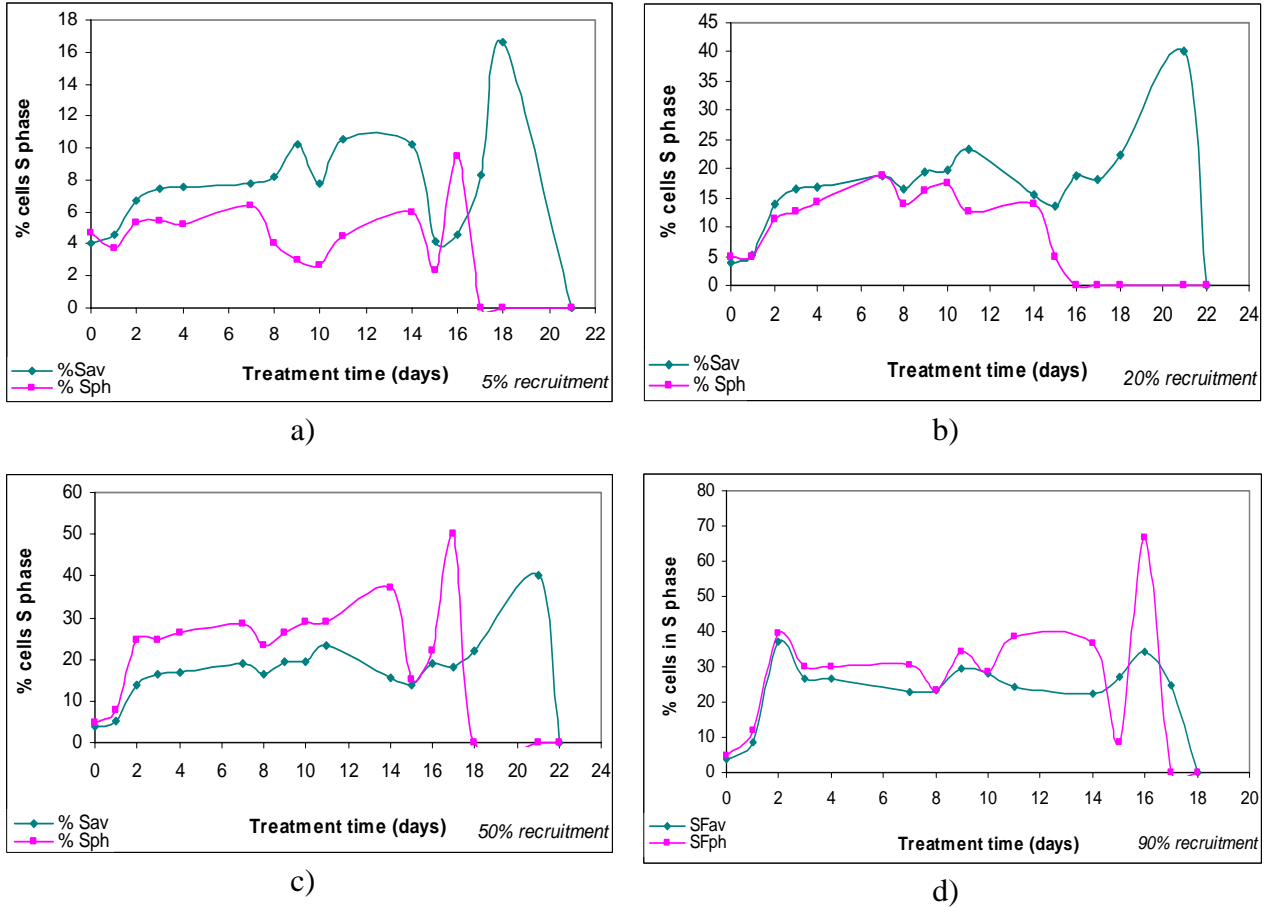 18
16
14
12
10
8
6
4
2
0
% cells S phase
0 2 4 6 8 10 12 14 16 18 20 22
Treatment time (days)
%Sav
% Sph
5% recruitment
a)
45
40
35
30
25
20
15
10
5
0
% cells S phase
0 2 4 6 8 10 12 14 16 18 20 22 24
Treatment time (days)
%Sav
% Sph
20% recruitment
b)
60
50
40
30
20
10
0
% cells S phase
0 2 4 6 8 10 12 14 16 18 20 22 24
Treatment time (days)
% Sav
% Sph
50% recruitment
c)
80
70
60
50
40
30
20
10
0
% cells in S phase
0 2 4 6 8 10 12 14 16 18 20
Treatment time (days)
SFav
SFph
90% recruitment
d)